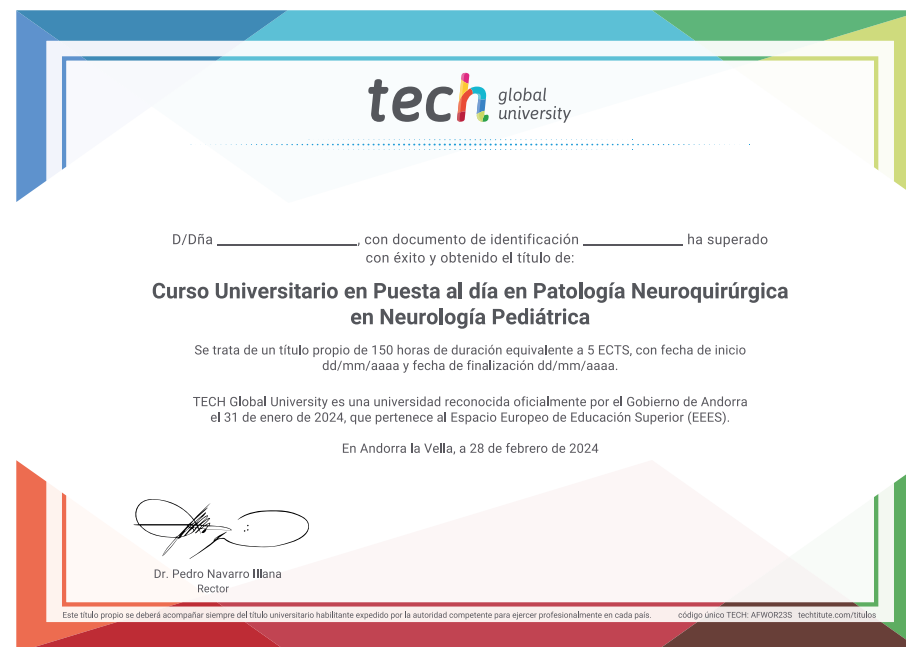 tech global university
D/Dña ____________________, con documento de identificación ______________ ha superado
con éxito y obtenido el título de:
Curso Universitario en Puesta al día en Patología Neuroquirúrgica
en Neurología Pediátrica
Se trata de un título propio de 150 horas de duración equivalente a 5 ECTS, con fecha de inicio
dd/mm/aaaa y fecha de finalización dd/mm/aaaa.
TECH Global University es una universidad reconocida oficialmente por el Gobierno de Andorra
el 31 de enero de 2024, que pertenece al Espacio Europeo de Educación Superior (EEES).
En Andorra la Vella, a 28 de febrero de 2024
Dr. Pedro Navarro Illana
Rector
Este título propio se deberá acompañar siempre del título universitario habilitante expedido por la autoridad competente para ejercer profesionalmente en cada país. código único TECH: AFWOR23S techtitute.com/titulos